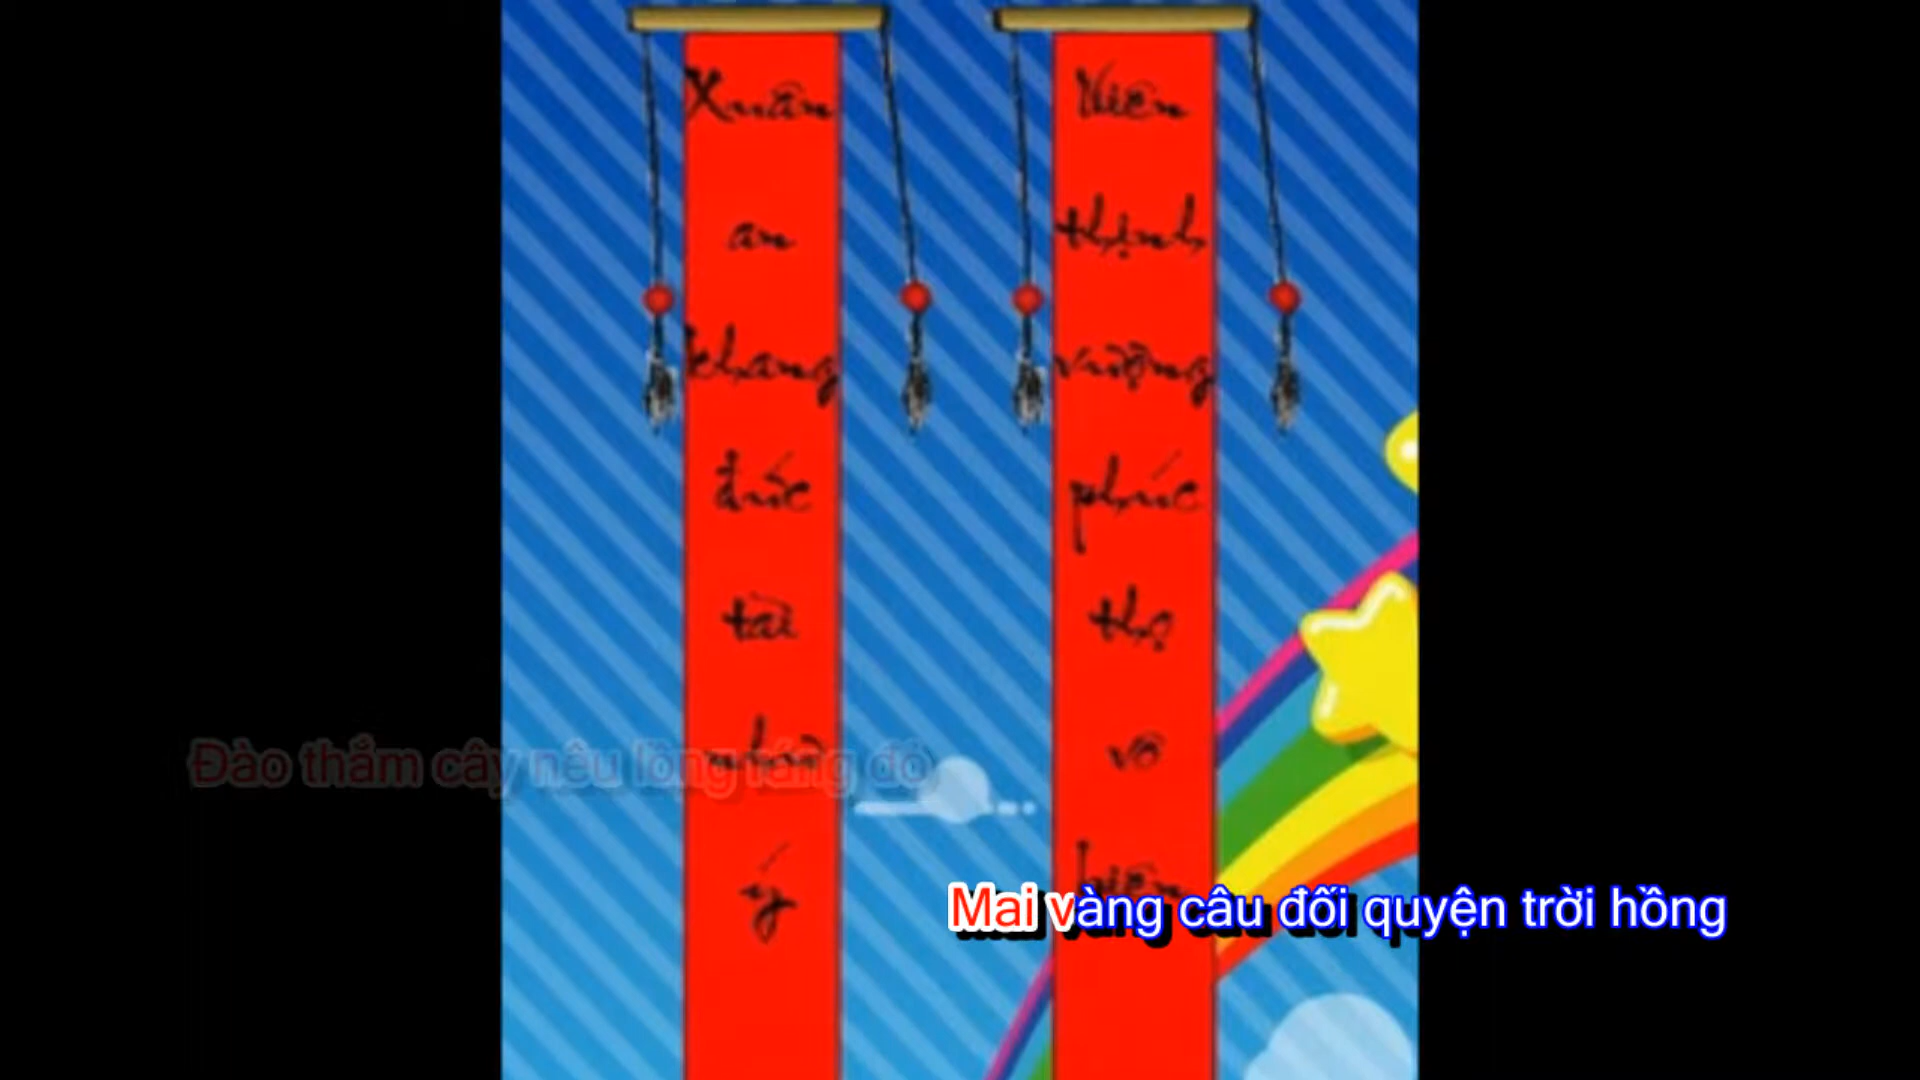 Xuân
an
khang
đức
tài
như
ý
Niên
thịnh
vượng
phúc
thọ
vô
biên
Đào thắm cây nêu lồng ráng đỏ
Mai vàng câu đối quyện trời hồng